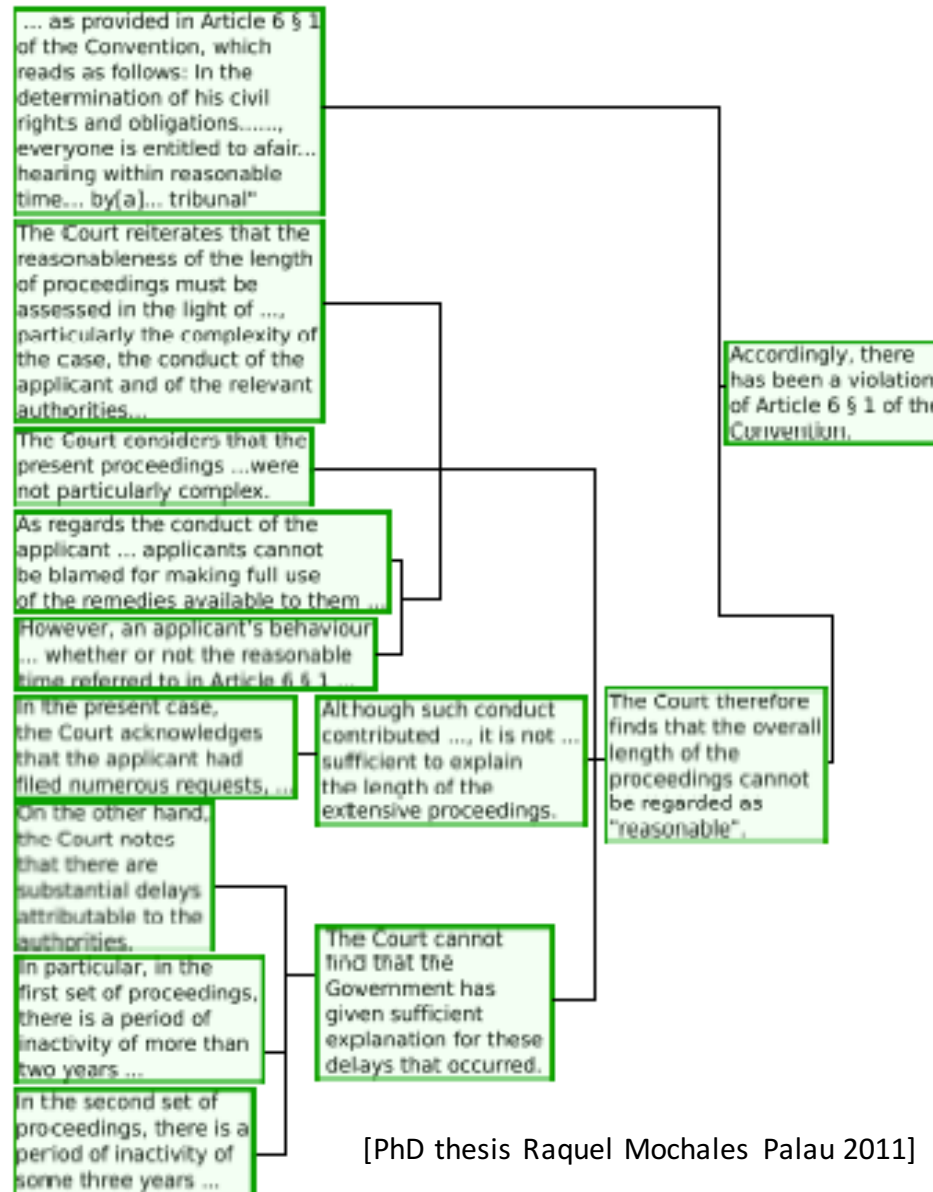 ... as provided in Article 6 § 1
of the Convention, which
reads as follows: In the
determination of his civil
rights and obligations......,
everyone is entitled to afair...
hearing within reasonable
time... by[a]... tribunal"
The Court reiterates that the
reasonableness of the length
of proceedings must be
assessed in the light of ...,
particularly the complexity of
the case, the conduct of the
applicant and of the relevant
authorities...
The Court considers that the
present proceedings ...were
not particularly complex.
As regards the conduct of the
applicant ... applicants cannot
be blamed for making full use
of the remedies available to them ...
However, an applicant's behaviour
... whether or not the reasonable
time referred to in Article 6 § 1 ...
In the present case,
the Court acknowledges
that the applicant had
filed numerous requests, ...
Although such conduct
contributed ..., it is not ...
sufficient to explain
the length of the
extensive proceedings.
On the other hand,
the Court notes
that there are
substantial delays
attributable to the
authorities.
In particular, in the
first set of proceedings,
there is a period of
inactivity of more than
two years ...
In the second set of
proceedings, there is a
period of inactivity of
some three years ...
The Court cannot
find that the
Government has
given sufficient
explanation for these
delays that occurred.
The Court therefore
finds that the overall
length of the
proceedings cannot
be regarded as
"reasonable".
Accordingly, there
has been a violation
of Article 6 § 1 of the
Convention.
[PhD thesis Raquel Mochales Palau 2011]